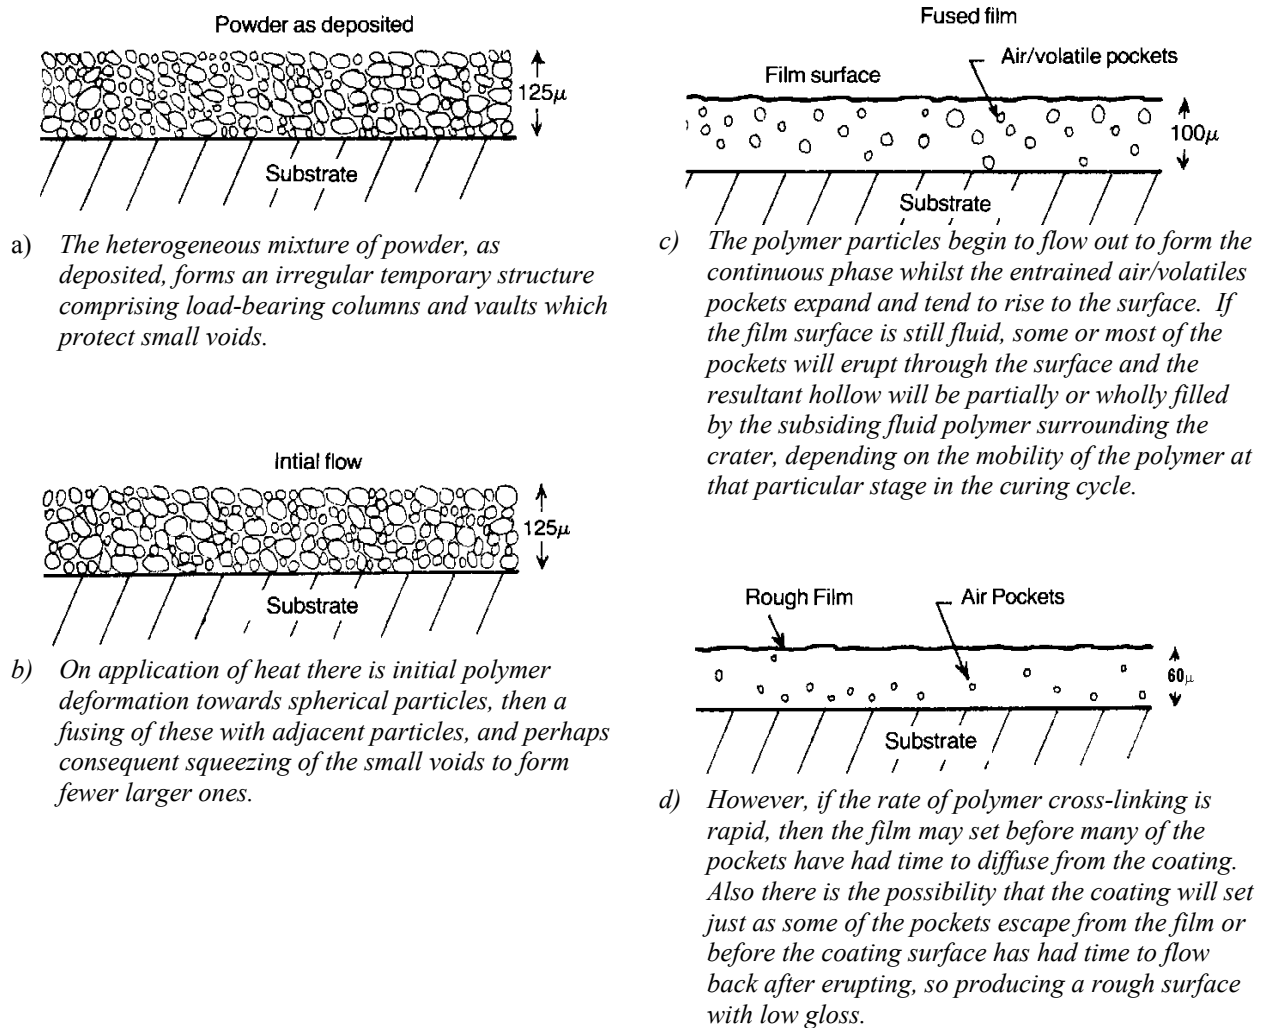 Powder as deposited
125μ
Substrate
a) The heterogeneous mixture of powder, as
deposited, forms an irregular temporary structure
comprising load-bearing columns and vaults which
protect small voids.
Intial flow
125μ
Substrate
b) On application of heat there is initial polymer
deformation towards spherical particles, then a
fusing of these with adjacent particles, and perhaps
consequent squeezing of the small voids to form
fewer larger ones.
Fused film
Air/volatile pockets
Film surface
100μ
Substrate
c) The polymer particles begin to flow out to form the
continuous phase whilst the entrained air/volatiles
pockets expand and tend to rise to the surface. If
the film surface is still fluid, some or most of the
pockets will erupt through the surface and the
resultant hollow will be partially or wholly filled
by the subsiding fluid polymer surrounding the
crater, depending on the mobility of the polymer at
that particular stage in the curing cycle.
Rough Film
Air Pockets
60μ
Substrate
d) However, if the rate of polymer cross-linking is
rapid, then the film may set before many of the
pockets have had time to diffuse from the coating.
Also there is the possibility that the coating will set
just as some of the pockets escape from the film or
before the coating surface has had time to flow
back after erupting, so producing a rough surface
with low gloss.